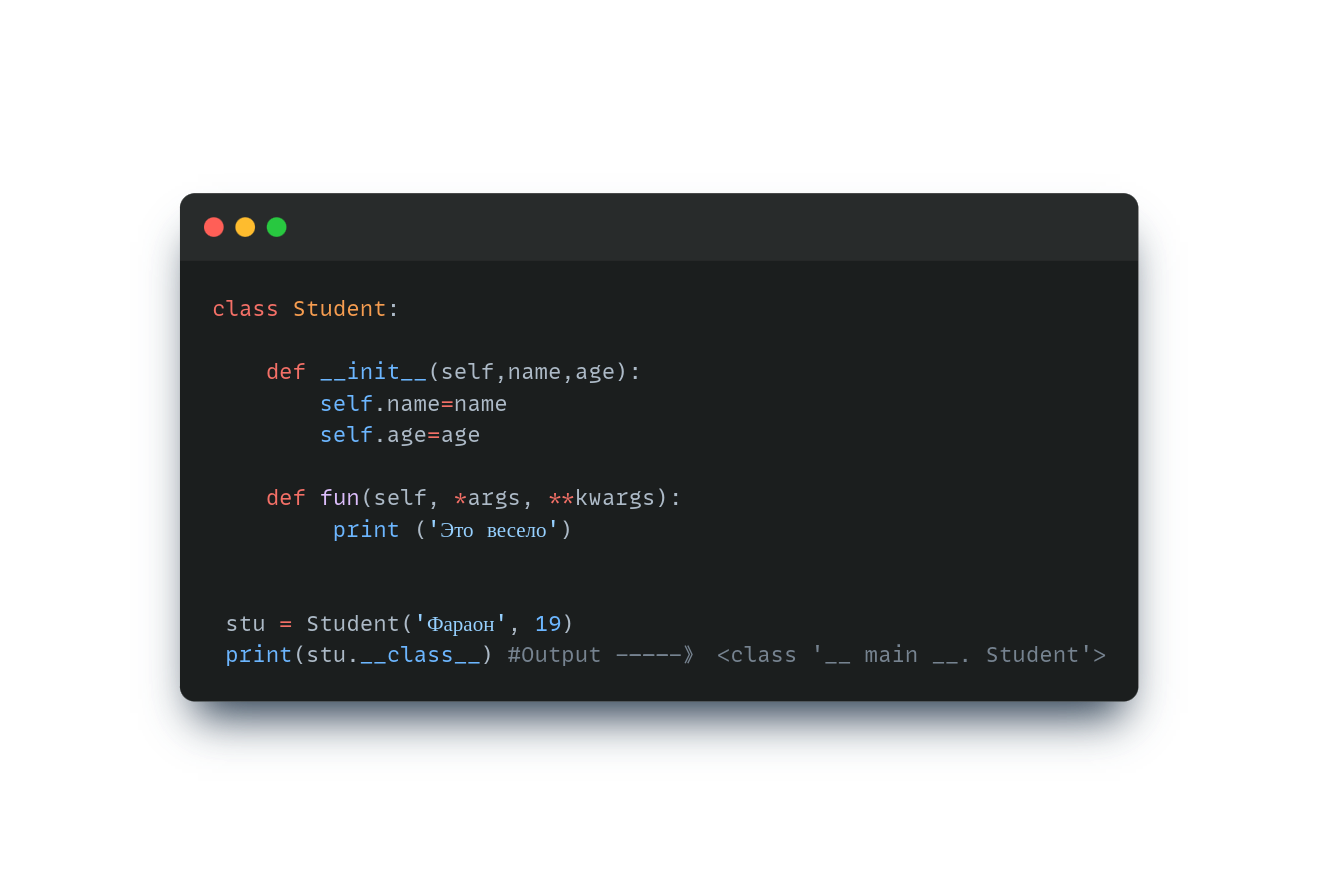 class Student:
    def __init__(self,name,age):
        self.name=name
        self.age=age
    def fun(self, *args, **kwargs):
         print ('Это весело')
 stu = Student('Фараон', 19)
 print(stu.__class__) #Output -----》 <class '__ main __. Student'>